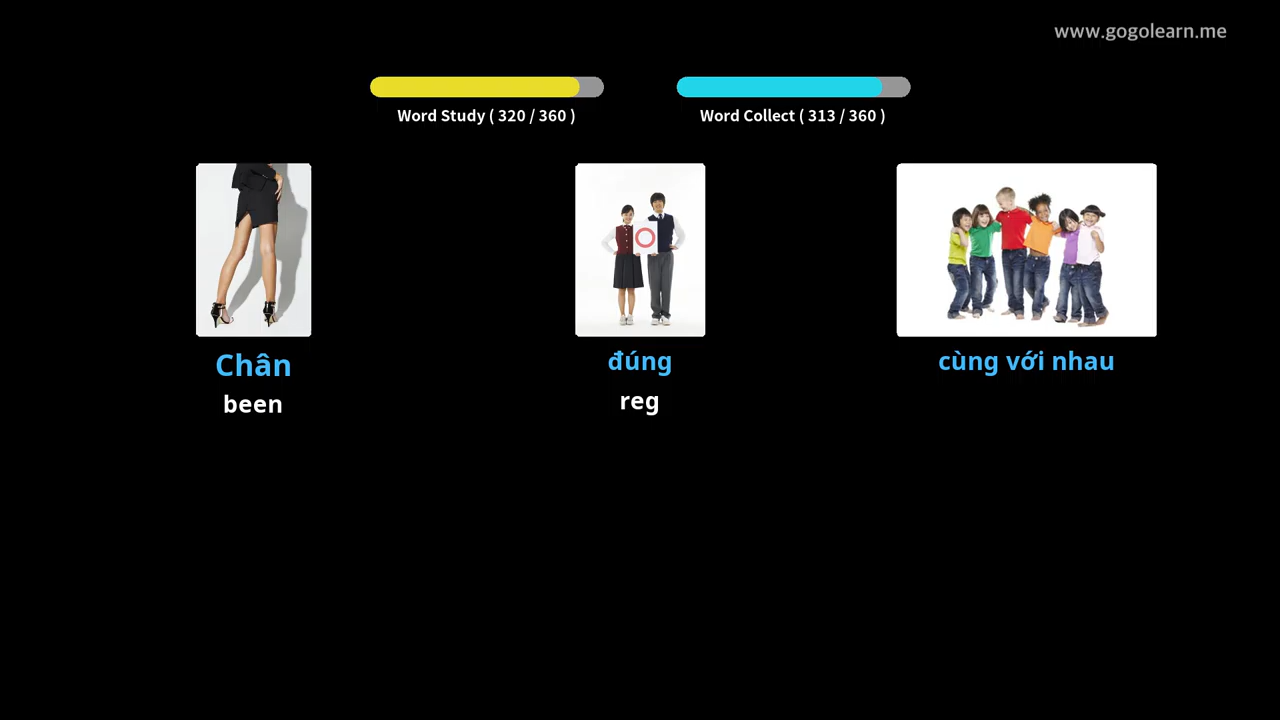 www.gogolearn.me
Word Study ( 320 / 360 )
Word Collect ( 313 / 360 )
Chân
been
đúng
reg
cùng với nhau